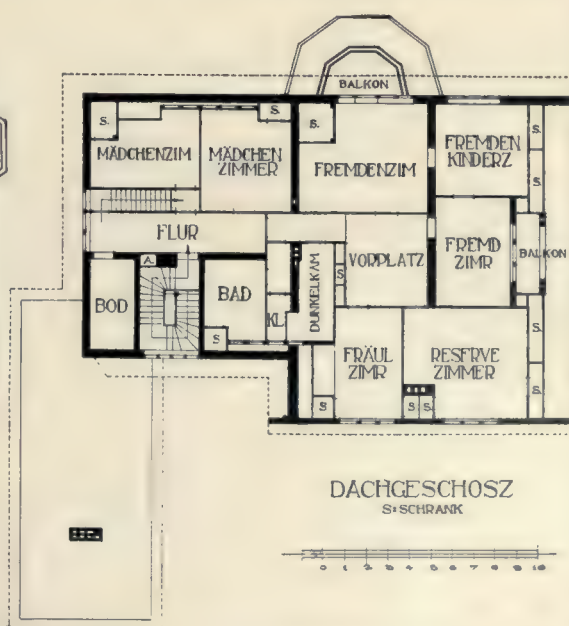 BALKON
S.
S.
MÄDCHENZIM
MÄDCHEN
ZIMMER
S.
FREMDENZIM
FREMDEN
KINDERZ
S.
S.
FLUR
VORPLATZ
FREMD
ZIMR
BALKON
A.
BOD
BAD
S
KL.
DUNKELKAM
S
S
FRÄUL
ZIMR
RESERVE
ZIMMER
S.
S.
S.
S.
S.
DACHGESCHOSZ
S=SCHRANK
0 1 2 3 4 5 6 7 8 9 10